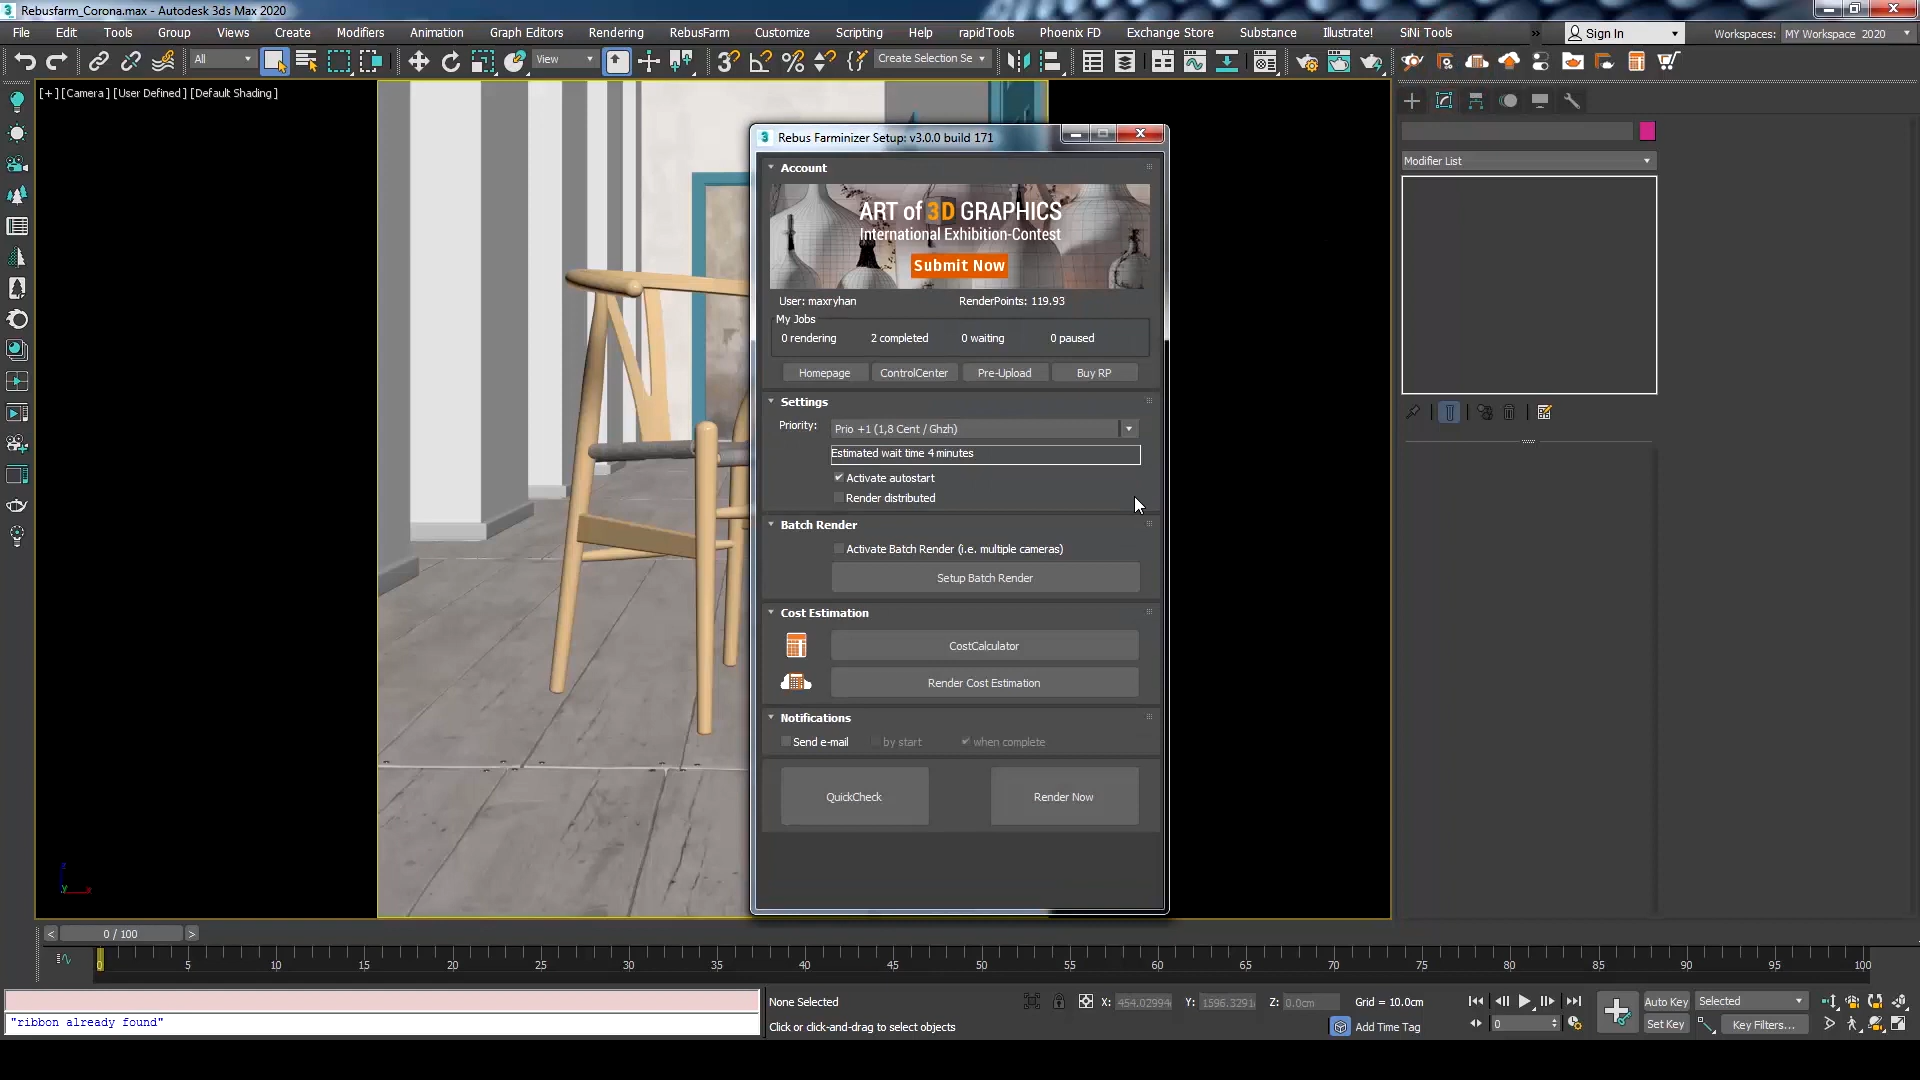 Rebusfarm_Corona.max - Autodesk 3ds Max 2020
File Edit Tools Group Views Create Modifiers Animation Graph Editors Rendering RebusFarm Customize Scripting Help rapidTools Phoenix FD Exchange Store Substance Illustrate! SiNi Tools
Sign In
Workspaces: MY Workspace 2020
All
View
Create Selection Se
[+] [Camera] [User Defined] [Default Shading]
Rebus Farminizer Setup: v3.0.0 build 171
Account
ART of 3D GRAPHICS
International Exhibition-Contest
Submit Now
User: maxryhan RenderPoints: 119.93
My Jobs
0 rendering 2 completed 0 waiting 0 paused
Homepage ControlCenter Pre-Upload Buy RP
Settings
Priority: Prio +1 (1,8 Cent / Ghzh)
Estimated wait time 4 minutes
Activate autostart
Render distributed
Batch Render
Activate Batch Render (i.e. multiple cameras)
Setup Batch Render
Cost Estimation
CostCalculator
Render Cost Estimation
Notifications
Send e-mail by start when complete
QuickCheck Render Now
Modifier List
z
y x
< 0 / 100 >
0 5 10 15 20 25 30 35 40 45 50 55 60 65 70 75 80 85 90 95 100
"ribbon already found"
None Selected
Click or click-and-drag to select objects
X: 454.02994 Y: 1596.3291 Z: 0.0cm Grid = 10.0cm
Add Time Tag
0
Auto Key Selected
Set Key Key Filters...